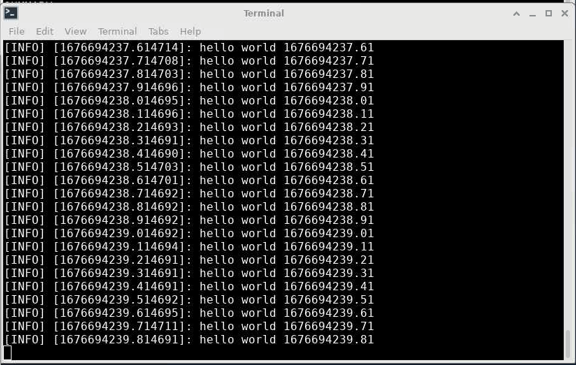 Terminal
File Edit View Terminal Tabs Help
[INFO] [1676694237.614714]: hello world 1676694237.61
[INFO] [1676694237.714708]: hello world 1676694237.71
[INFO] [1676694237.814703]: hello world 1676694237.81
[INFO] [1676694237.914696]: hello world 1676694237.91
[INFO] [1676694238.014695]: hello world 1676694238.01
[INFO] [1676694238.114696]: hello world 1676694238.11
[INFO] [1676694238.214693]: hello world 1676694238.21
[INFO] [1676694238.314691]: hello world 1676694238.31
[INFO] [1676694238.414690]: hello world 1676694238.41
[INFO] [1676694238.514703]: hello world 1676694238.51
[INFO] [1676694238.614701]: hello world 1676694238.61
[INFO] [1676694238.714692]: hello world 1676694238.71
[INFO] [1676694238.814692]: hello world 1676694238.81
[INFO] [1676694238.914692]: hello world 1676694238.91
[INFO] [1676694239.014692]: hello world 1676694239.01
[INFO] [1676694239.114694]: hello world 1676694239.11
[INFO] [1676694239.214691]: hello world 1676694239.21
[INFO] [1676694239.314691]: hello world 1676694239.31
[INFO] [1676694239.414691]: hello world 1676694239.41
[INFO] [1676694239.514692]: hello world 1676694239.51
[INFO] [1676694239.614695]: hello world 1676694239.61
[INFO] [1676694239.714711]: hello world 1676694239.71
[INFO] [1676694239.814691]: hello world 1676694239.81